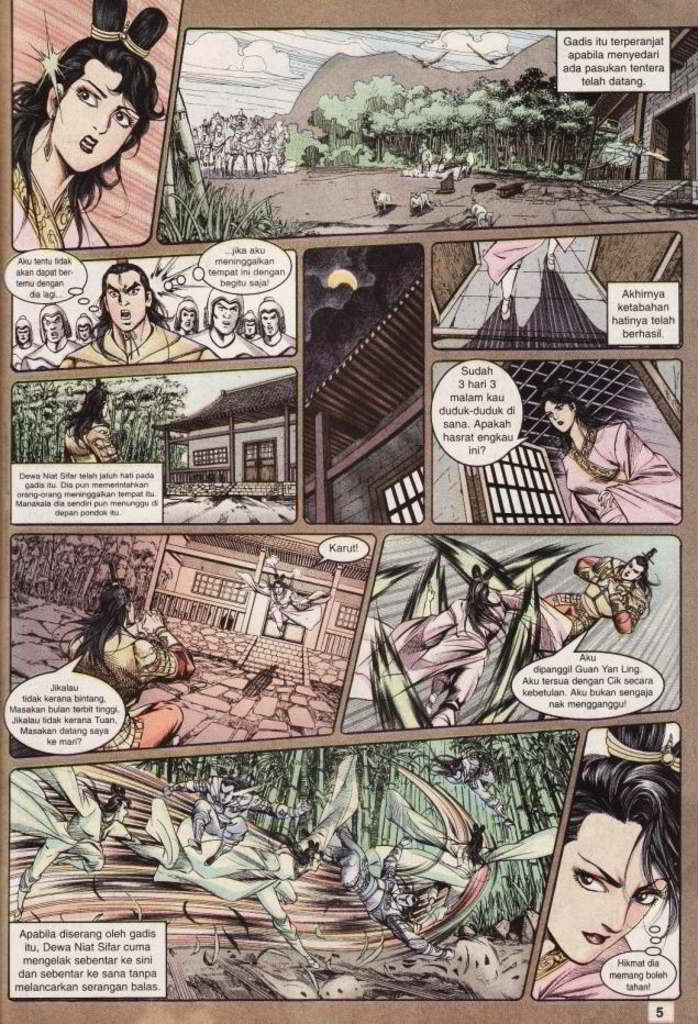 Gadis itu terperanjat
apabila menyedari
ada pasukan tentera
telah datang.
Aku tentu tidak
akan dapat ber-
temu dengan
dia lagi...
...jika aku
meninggalkan
tempat ini dengan
begitu saja!
Dewa Niat Sifar telah jatuh hati pada
gadis itu. Dia pun memerintahkan
orang-orang meninggalkan tempat itu.
Manakala dia sendiri pun menunggu di
depan pondok itu.
Akhirnya
ketabahan
hatinya telah
berhasil.
Sudah
3 hari 3
malam kau
duduk-duduk di
sana. Apakah
hasrat engkau
ini?
Karut!
Jikalau
tidak kerana bintang,
Masakan bulan terbit tinggi,
Jikalau tidak kerana Tuan,
Masakan datang saya
ke mari?
Aku
dipanggil Guan Yan Ling.
Aku tersua dengan Cik secara
kebetulan. Aku bukan sengaja
nak mengganggu!
Apabila diserang oleh gadis
itu, Dewa Niat Sifar cuma
mengelak sebentar ke sini
dan sebentar ke sana tanpa
melancarkan serangan balas.
Hikmat dia
memang boleh
tahan!
5